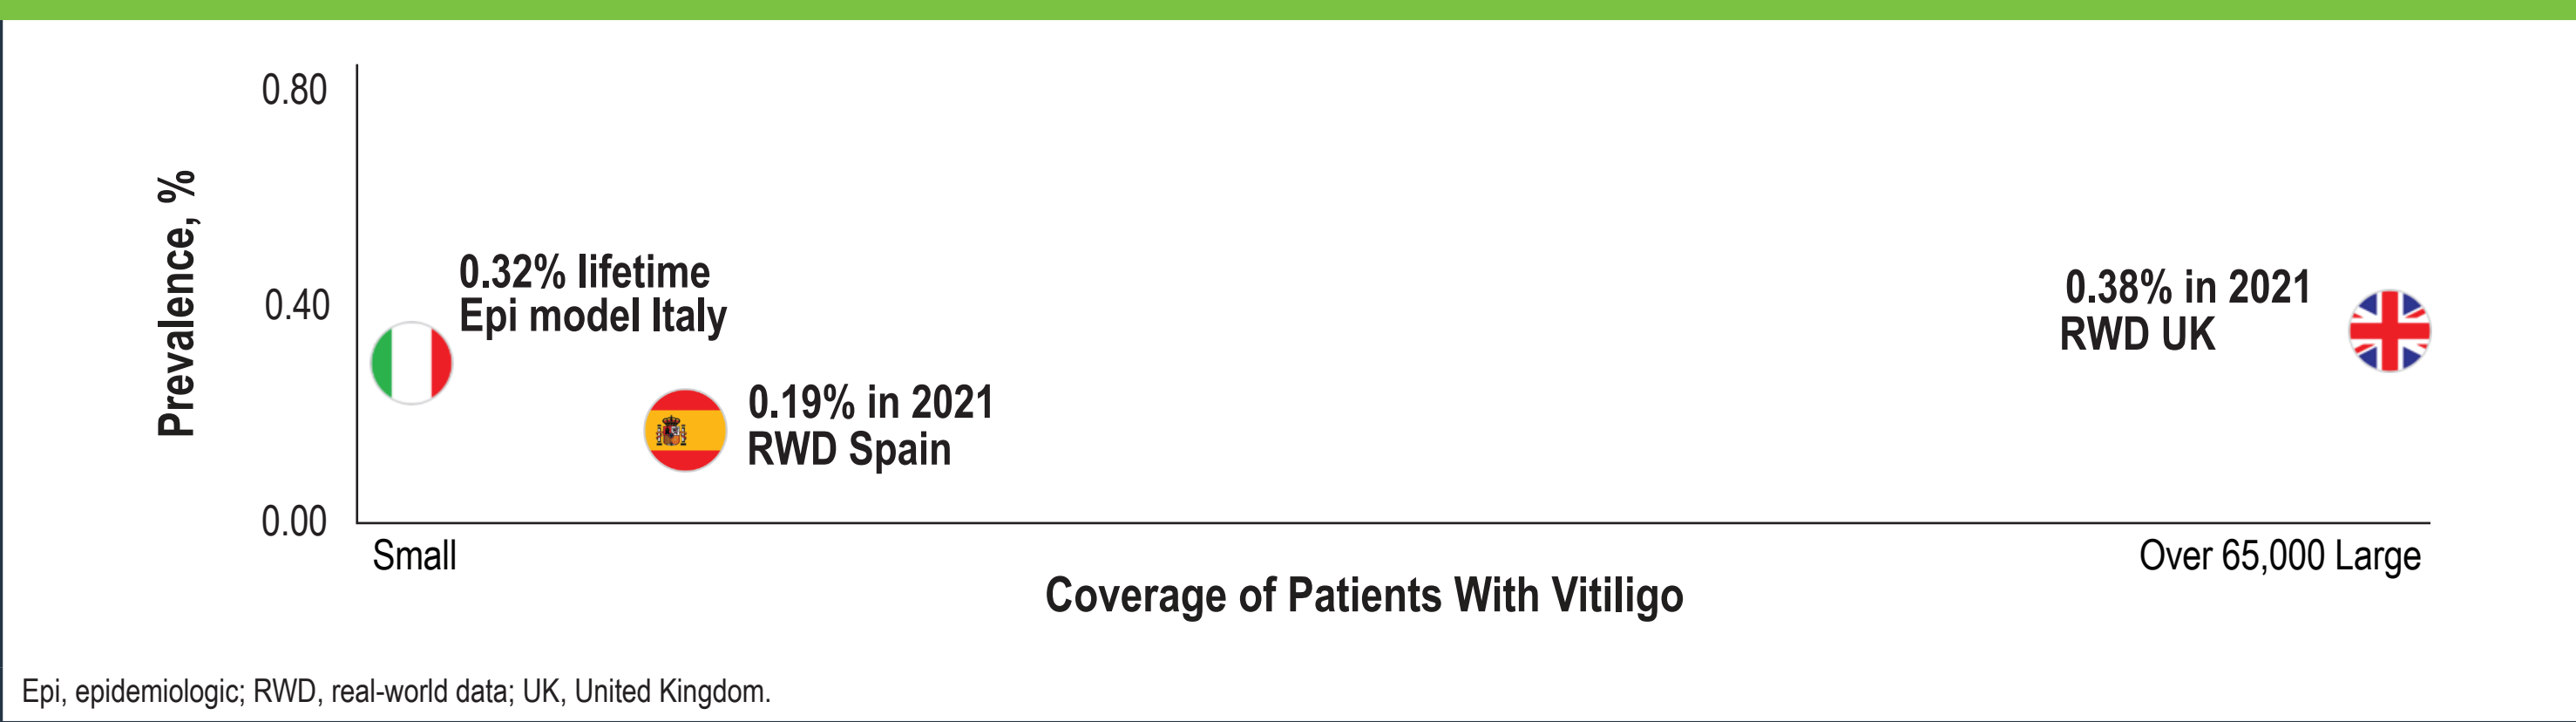 0.80
Prevalence, %
0.40
0.00
0.32% lifetime
Epi model Italy
0.19% in 2021
RWD Spain
0.38% in 2021
RWD UK
Small
Over 65,000 Large
Coverage of Patients With Vitiligo
Epi, epidemiologic; RWD, real-world data; UK, United Kingdom.